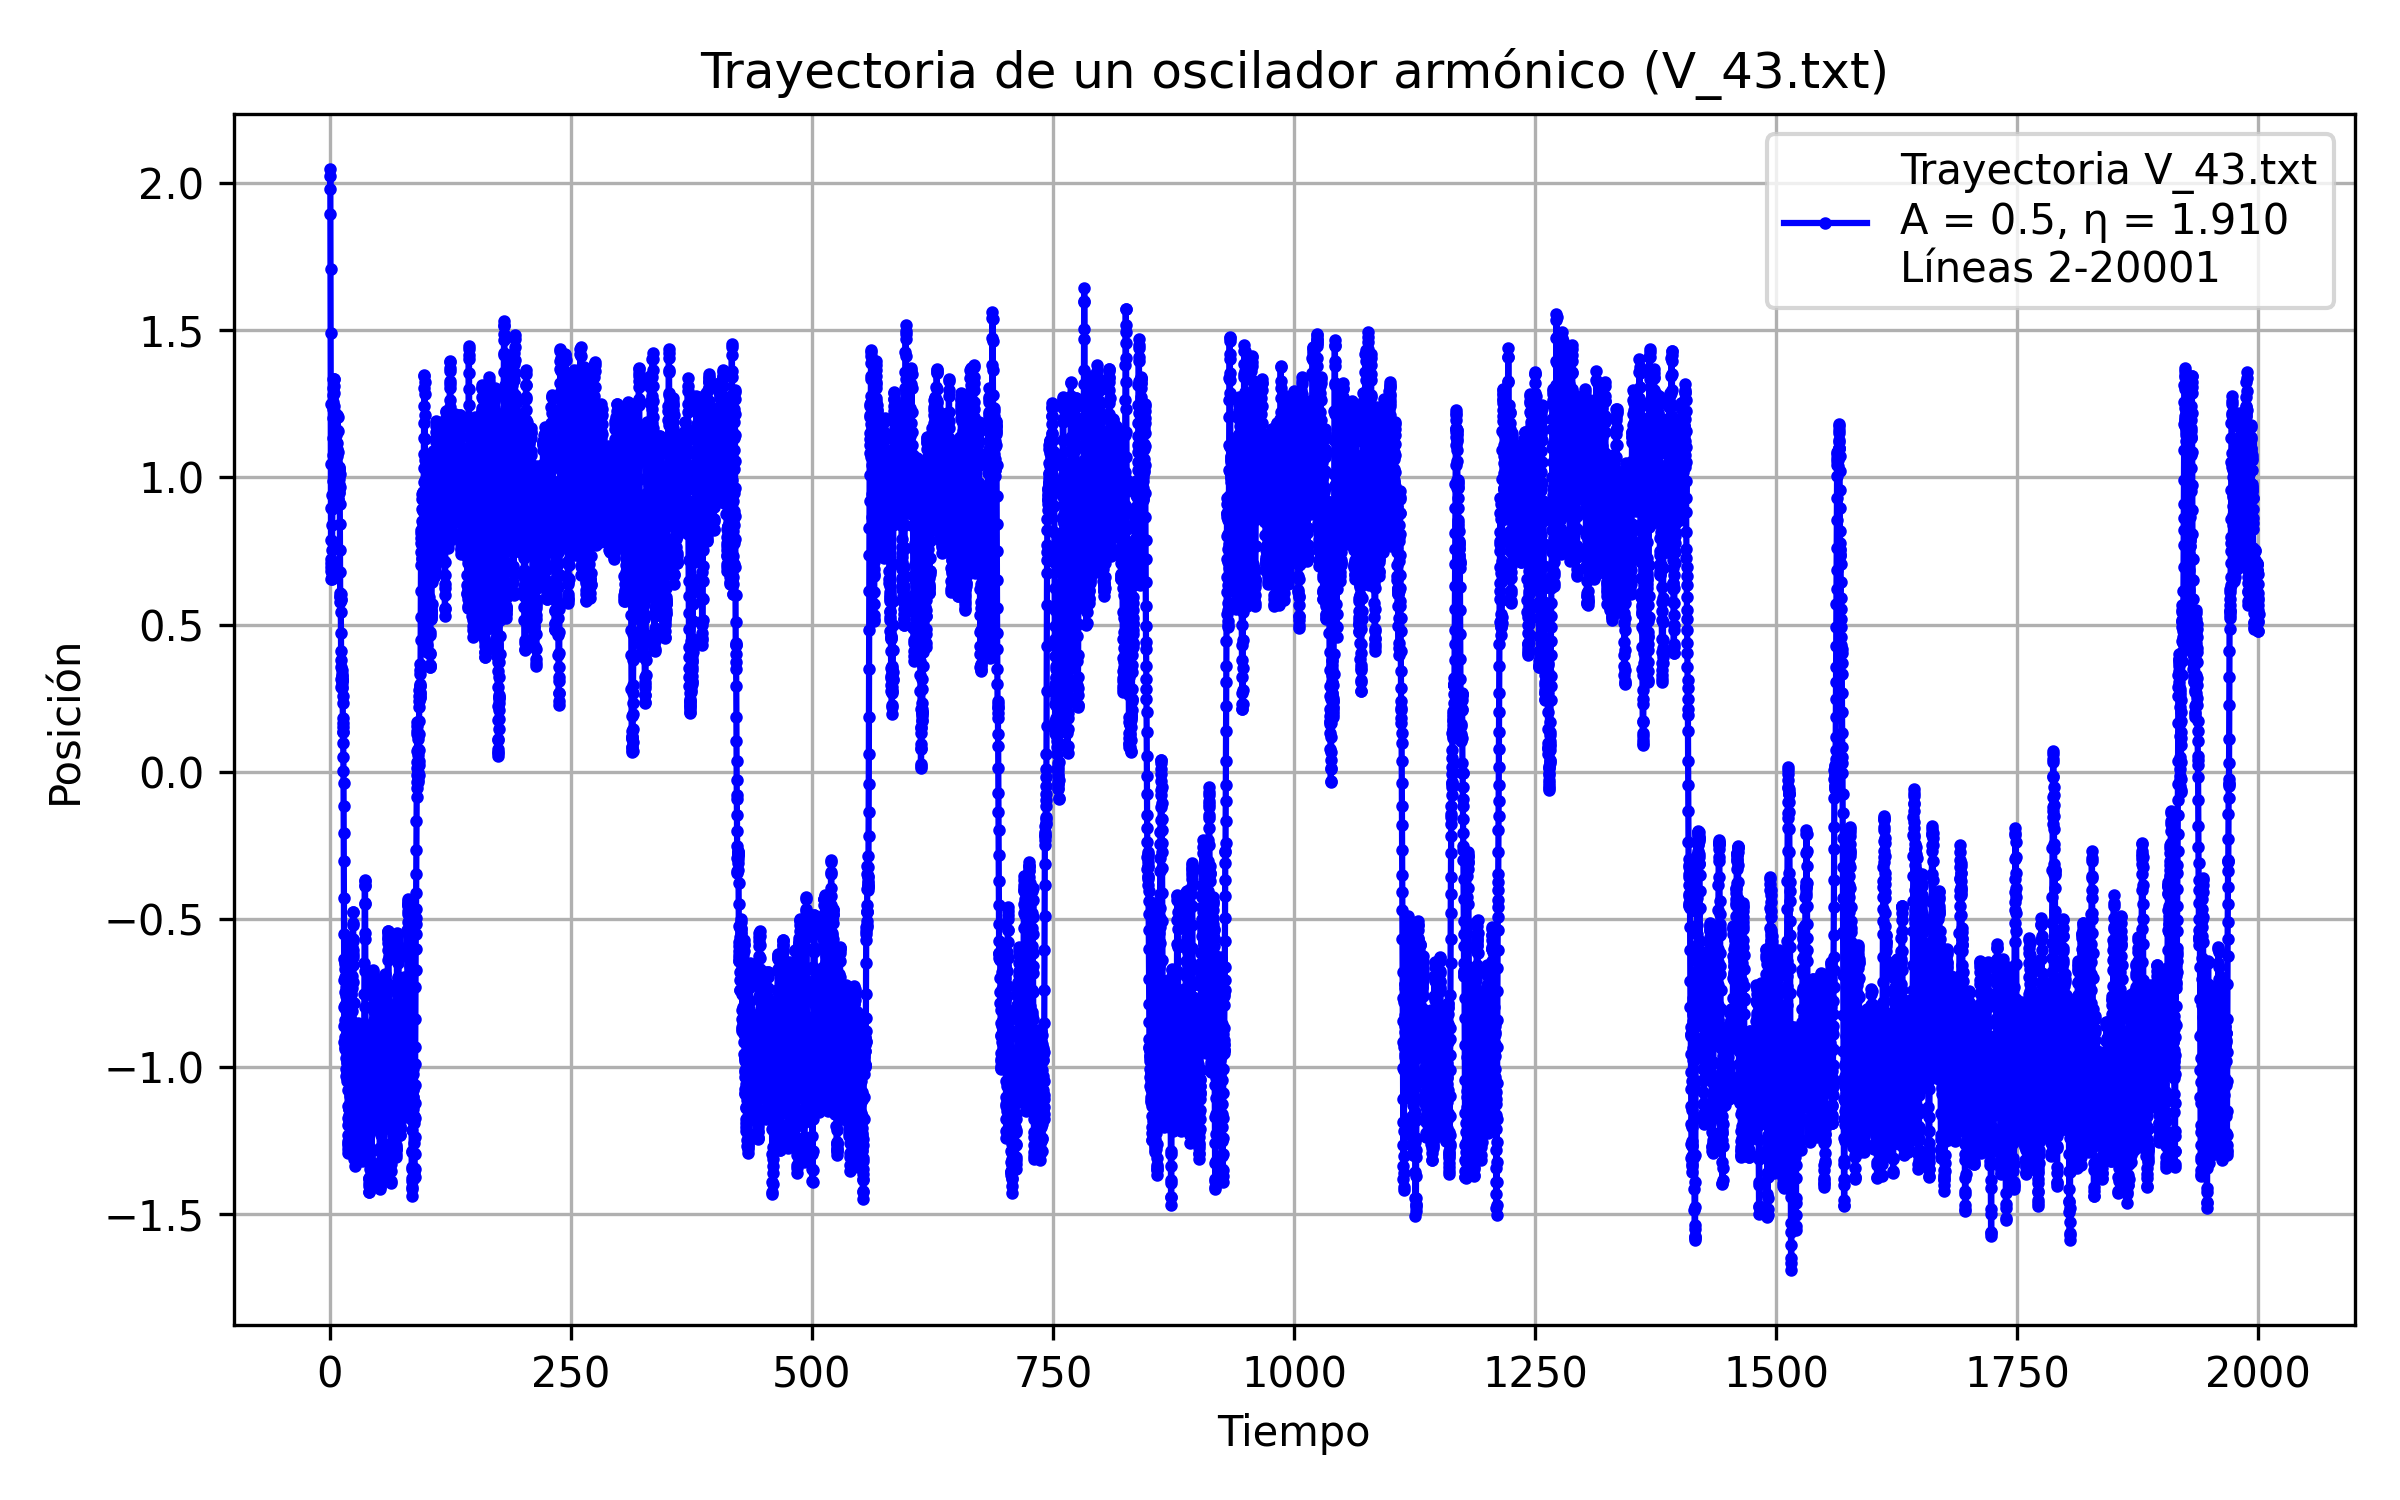 Trayectoria de un oscilador armónico (V_43.txt)
Trayectoria V_43.txt
A = 0.5, η = 1.910
Líneas 2-20001
2.0
1.5
1.0
0.5
0.0
−0.5
−1.0
−1.5
Posición
0 250 500 750 1000 1250 1500 1750 2000
Tiempo